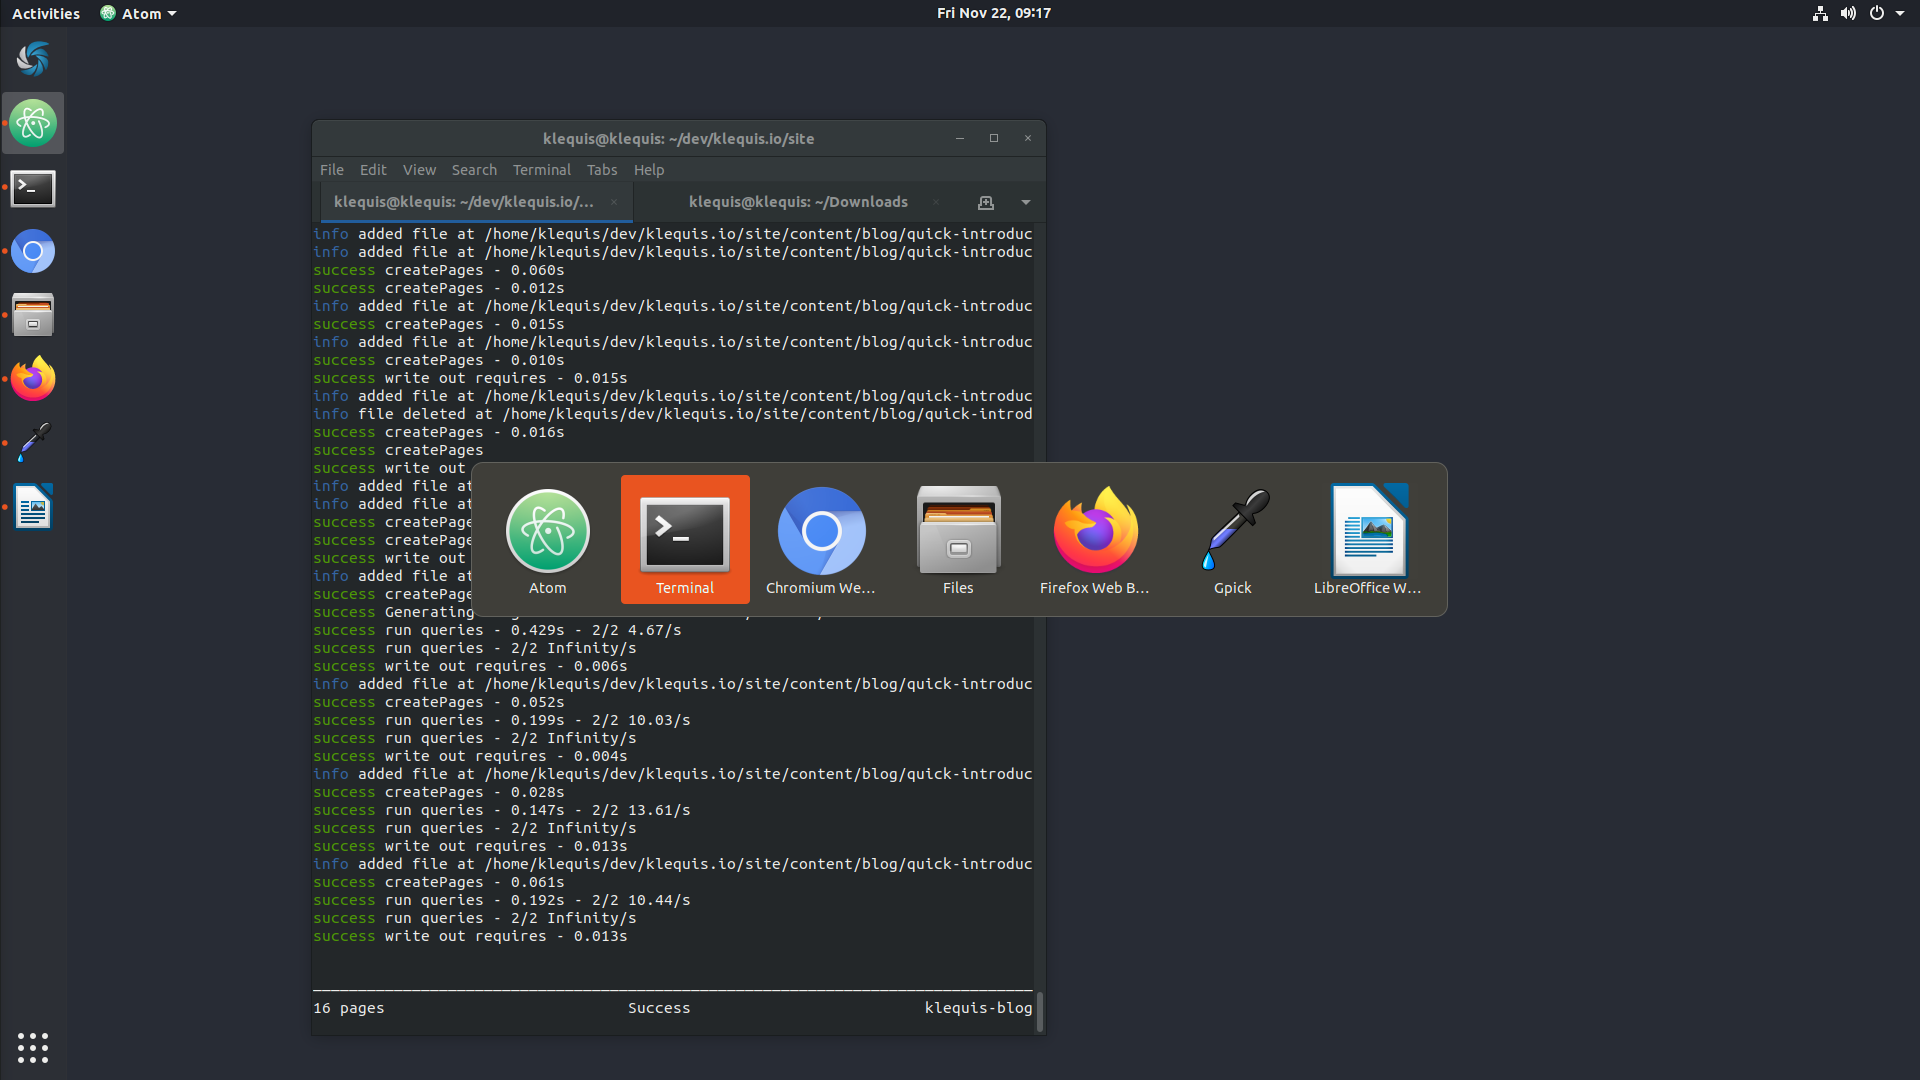 Activities Atom Fri Nov 22, 09:17
klequis@klequis: ~/dev/klequis.io/site
File Edit View Search Terminal Tabs Help
klequis@klequis: ~/dev/klequis.io/... klequis@klequis: ~/Downloads
info added file at /home/klequis/dev/klequis.io/site/content/blog/quick-introduc
info added file at /home/klequis/dev/klequis.io/site/content/blog/quick-introduc
success createPages - 0.060s
success createPages - 0.012s
info added file at /home/klequis/dev/klequis.io/site/content/blog/quick-introduc
success createPages - 0.015s
info added file at /home/klequis/dev/klequis.io/site/content/blog/quick-introduc
success createPages - 0.010s
success write out requires - 0.015s
info added file at /home/klequis/dev/klequis.io/site/content/blog/quick-introduc
info file deleted at /home/klequis/dev/klequis.io/site/content/blog/quick-introd
success createPages - 0.016s
success createPages
success write out
info added file at
info added file at
success createPage
success createPage
success write out
info added file at
success createPage
success Generating
Atom Terminal Chromium We... Files Firefox Web B... Gpick LibreOffice W...
success run queries - 0.429s - 2/2 4.67/s
success run queries - 2/2 Infinity/s
success write out requires - 0.006s
info added file at /home/klequis/dev/klequis.io/site/content/blog/quick-introduc
success createPages - 0.052s
success run queries - 0.199s - 2/2 10.03/s
success run queries - 2/2 Infinity/s
success write out requires - 0.004s
info added file at /home/klequis/dev/klequis.io/site/content/blog/quick-introduc
success createPages - 0.028s
success run queries - 0.147s - 2/2 13.61/s
success run queries - 2/2 Infinity/s
success write out requires - 0.013s
info added file at /home/klequis/dev/klequis.io/site/content/blog/quick-introduc
success createPages - 0.061s
success run queries - 0.192s - 2/2 10.44/s
success run queries - 2/2 Infinity/s
success write out requires - 0.013s
16 pages Success klequis-blog